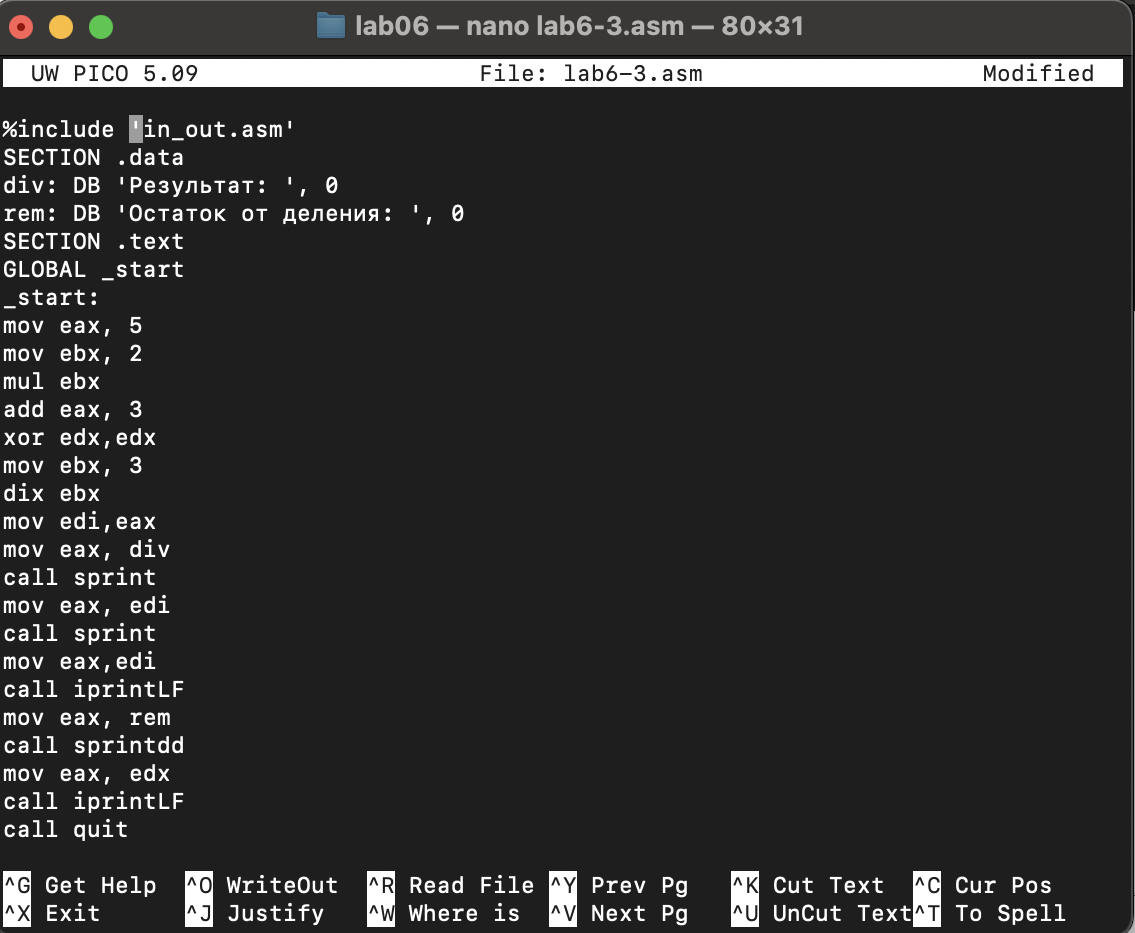 lab06 — nano lab6-3.asm — 80×31
UW PICO 5.09 File: lab6-3.asm Modified
%include 'in_out.asm'
SECTION .data
div: DB 'Результат: ', 0
rem: DB 'Остаток от деления: ', 0
SECTION .text
GLOBAL _start
_start:
mov eax, 5
mov ebx, 2
mul ebx
add eax, 3
xor edx,edx
mov ebx, 3
dix ebx
mov edi,eax
mov eax, div
call sprint
mov eax, edi
call sprint
mov eax,edi
call iprintLF
mov eax, rem
call sprintdd
mov eax, edx
call iprintLF
call quit
^G Get Help ^O WriteOut ^R Read File ^Y Prev Pg ^K Cut Text ^C Cur Pos
^X Exit ^J Justify ^W Where is ^V Next Pg ^U UnCut Text^T To Spell